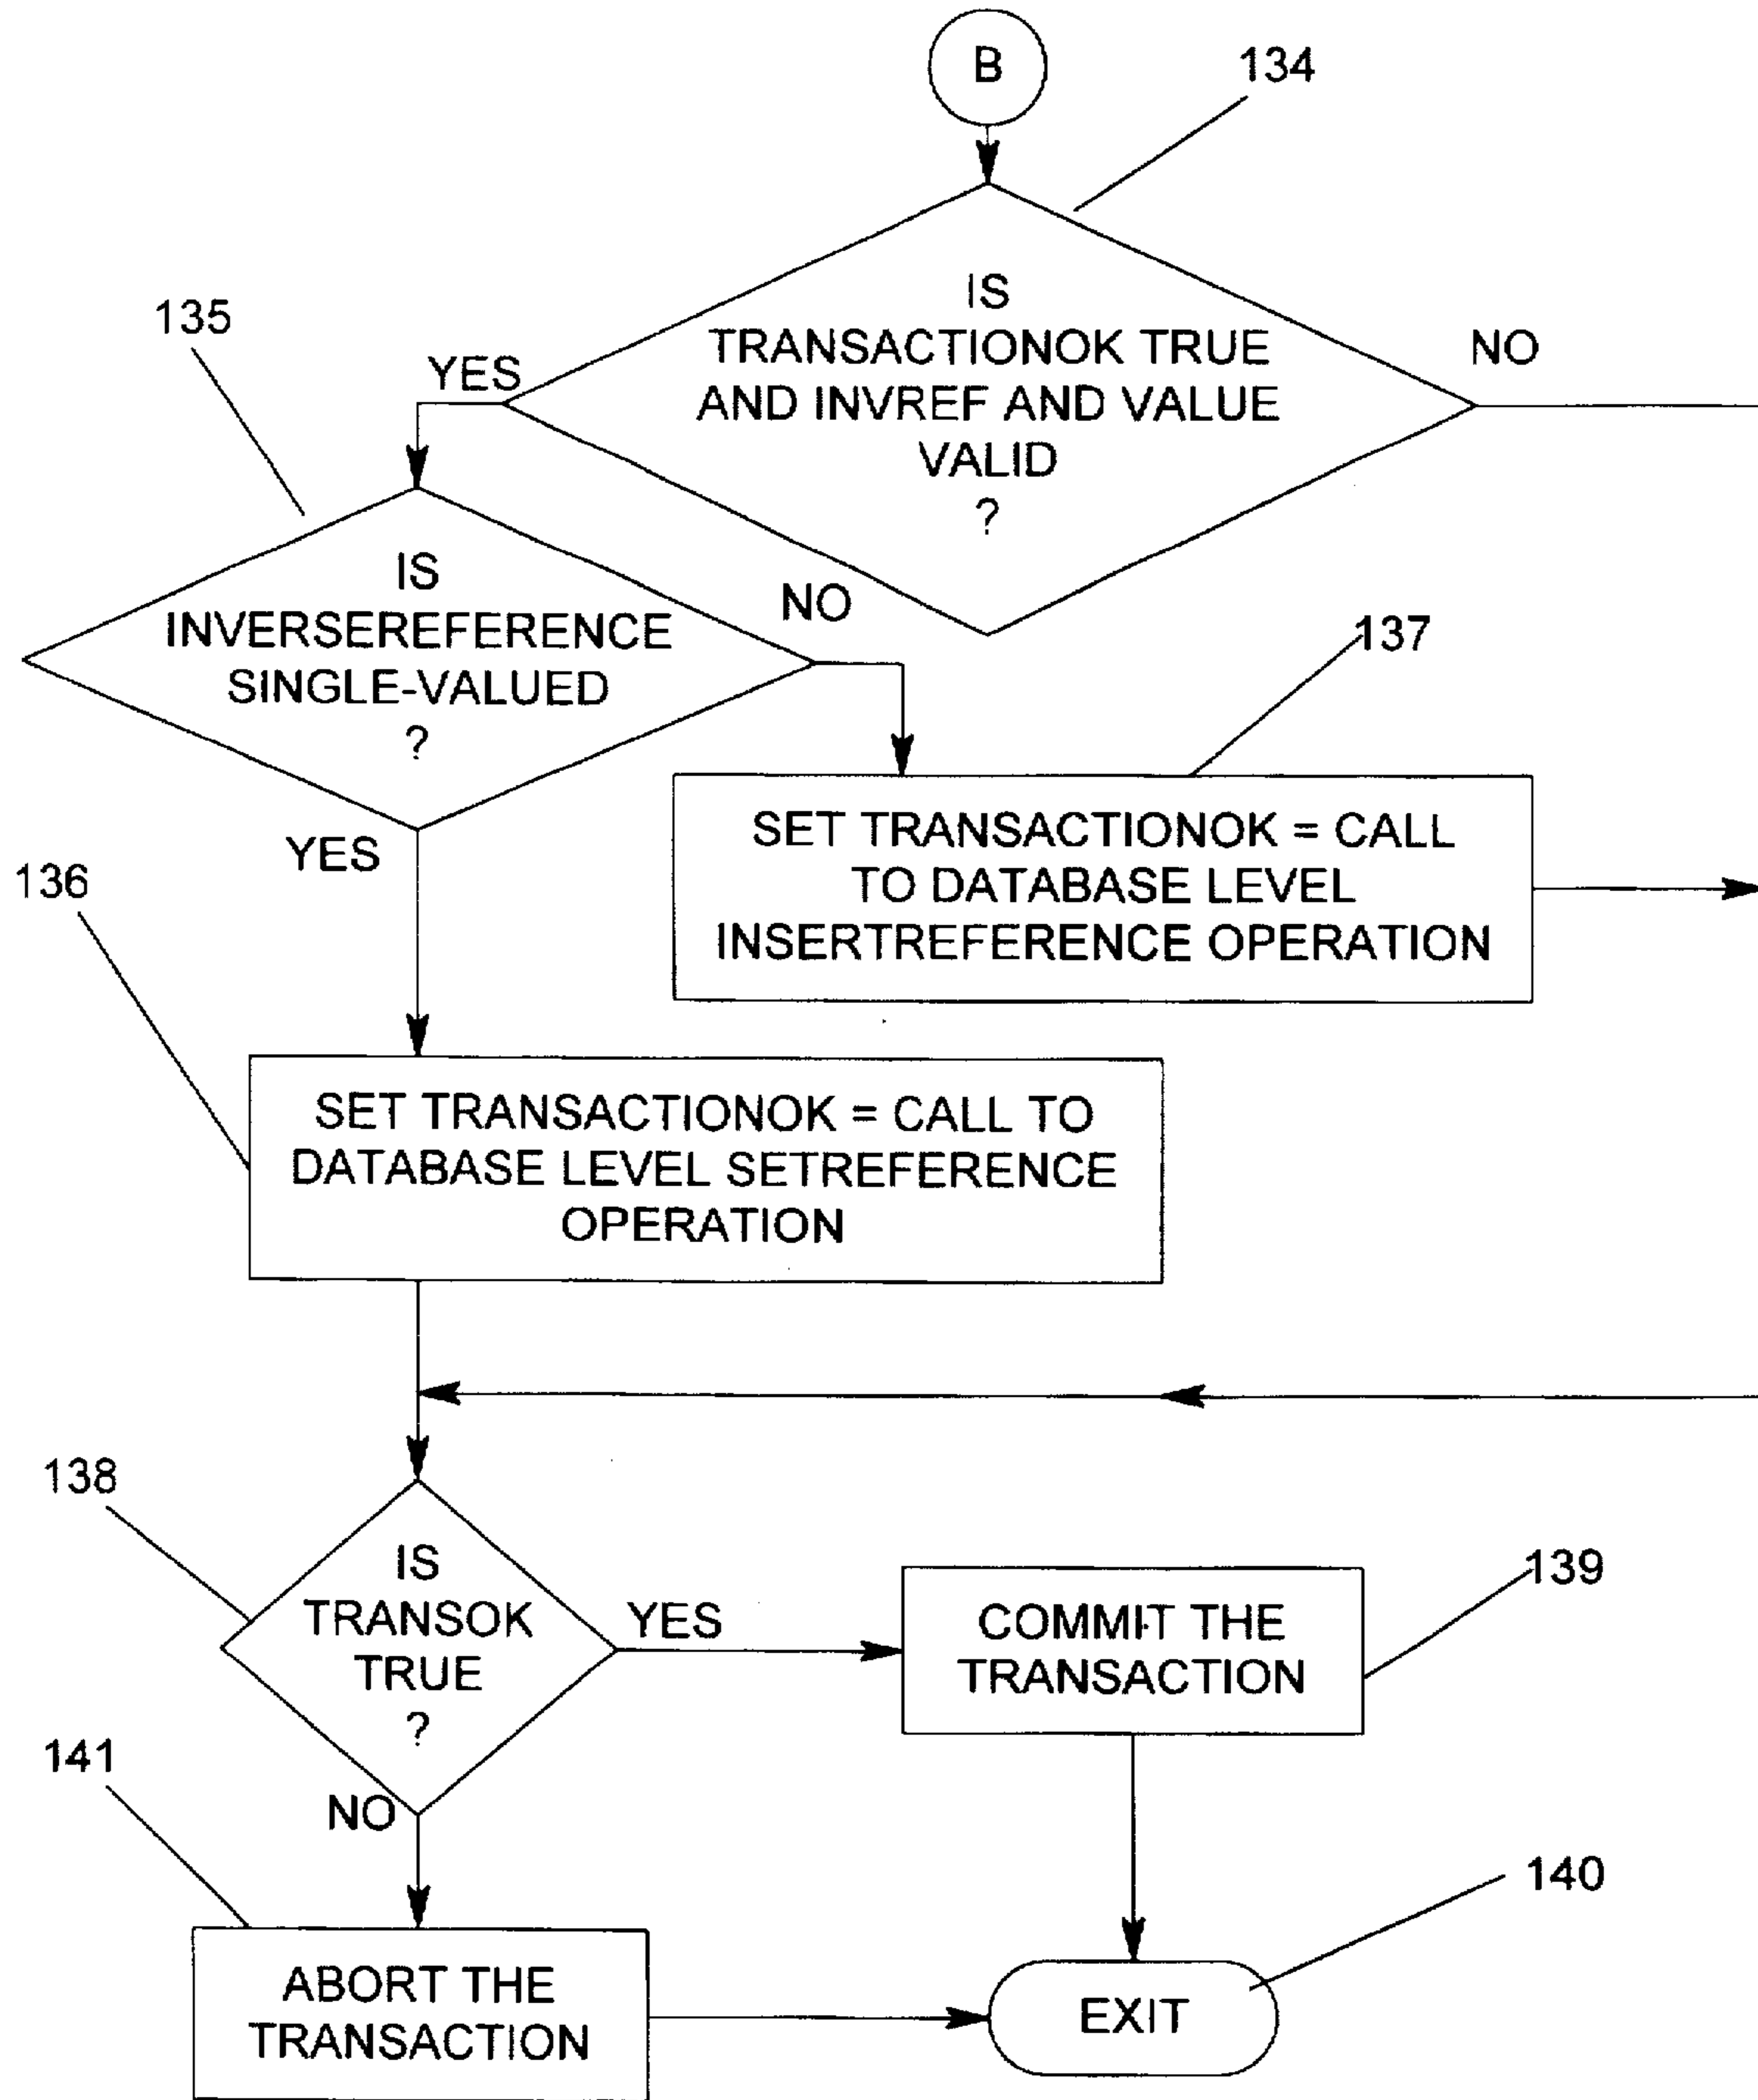 B
134
IS
TRANSACTIONOK TRUE
AND INVREF AND VALUE
VALID
?
YES
NO
135
IS
INVERSEREFERENCE
SINGLE-VALUED
?
NO
YES
137
SET TRANSACTIONOK = CALL
TO DATABASE LEVEL
INSERTREFERENCE OPERATION
136
SET TRANSACTIONOK = CALL TO
DATABASE LEVEL SETREFERENCE
OPERATION
138
IS
TRANSOK
TRUE
?
YES
NO
139
COMMIT THE
TRANSACTION
141
ABORT THE
TRANSACTION
140
EXIT